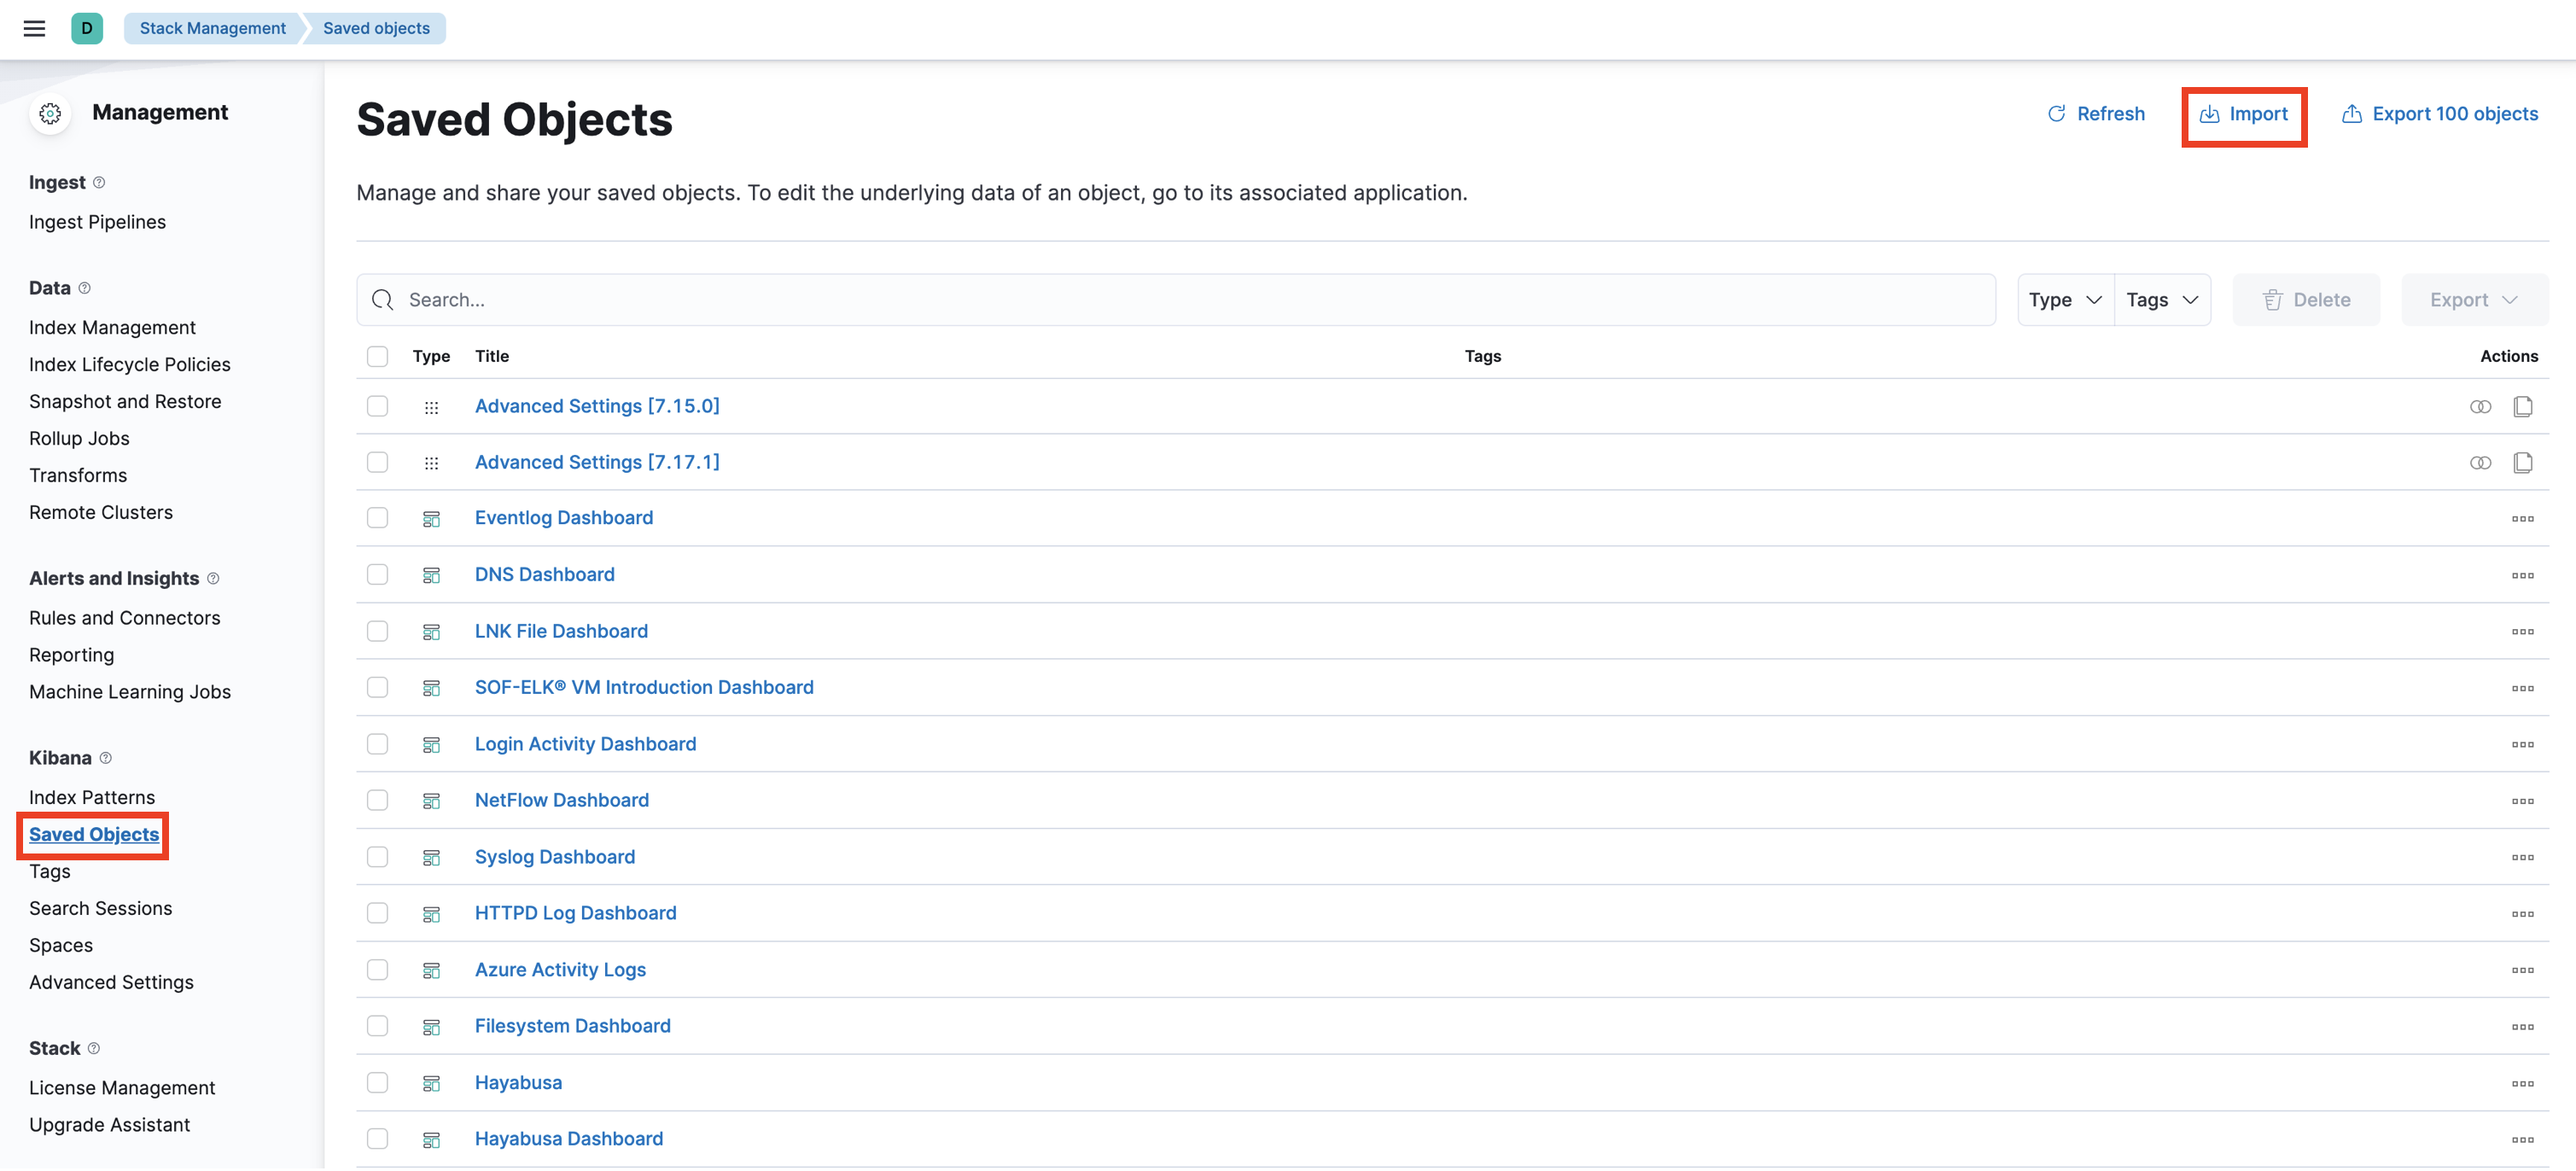 D
Stack Management
Saved objects
Management
Ingest
Ingest Pipelines
Data
Index Management
Index Lifecycle Policies
Snapshot and Restore
Rollup Jobs
Transforms
Remote Clusters
Alerts and Insights
Rules and Connectors
Reporting
Machine Learning Jobs
Kibana
Index Patterns
Saved Objects
Tags
Search Sessions
Spaces
Advanced Settings
Stack
License Management
Upgrade Assistant
Saved Objects
Refresh
Import
Export 100 objects
Manage and share your saved objects. To edit the underlying data of an object, go to its associated application.
Search...
Type
Tags
Delete
Export
Type Title Tags Actions
Advanced Settings [7.15.0]
Advanced Settings [7.17.1]
Eventlog Dashboard
DNS Dashboard
LNK File Dashboard
SOF-ELK® VM Introduction Dashboard
Login Activity Dashboard
NetFlow Dashboard
Syslog Dashboard
HTTPD Log Dashboard
Azure Activity Logs
Filesystem Dashboard
Hayabusa
Hayabusa Dashboard